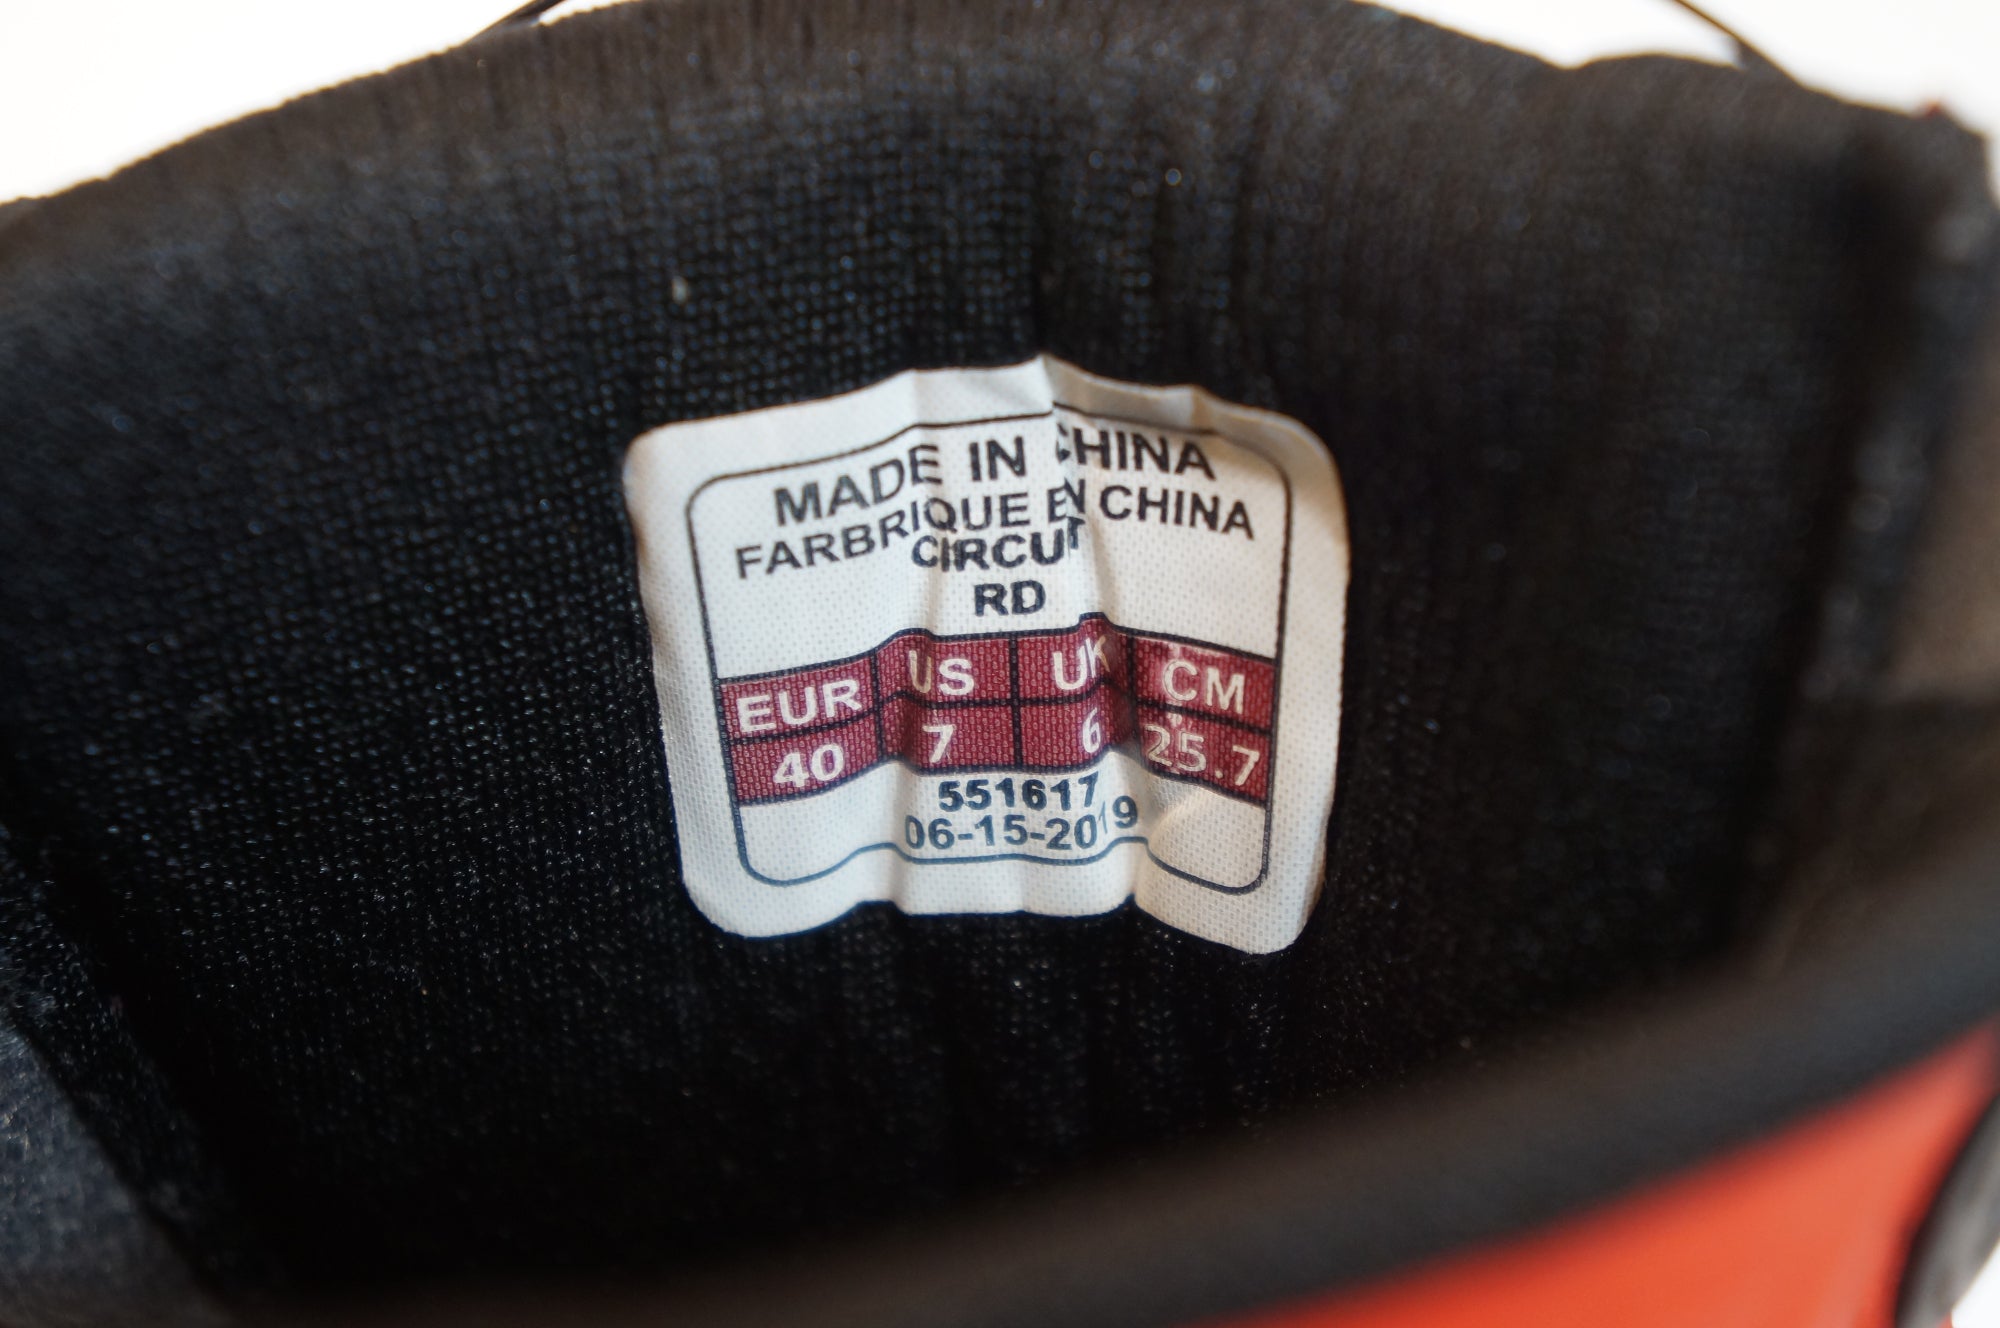 MADE IN CHINA
FARBRIQUE EN CHINA
CIRCUIT
RD
EUR US UK CM
40 7 6 25.7
551617
06-15-2019